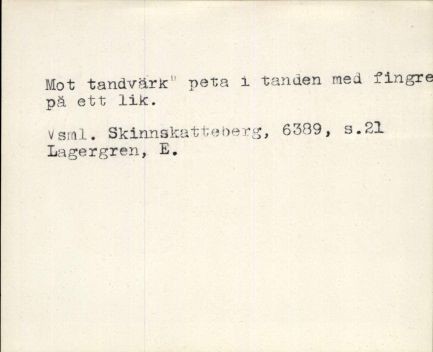 Mot tandvärk" peta i tanden med fingre
på ett lik.
Vsml. Skinnskatteberg, 6389, s.21
Lagergren, E.